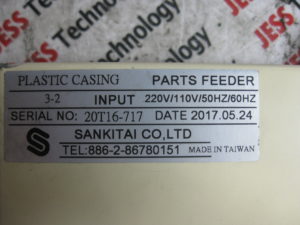 JESS Technology
PLASTIC CASING PARTS FEEDER
3-2 INPUT 220V/110V/50HZ/60HZ
SERIAL NO: 20T16-717 DATE 2017.05.24
SANKITAI CO,LTD
TEL:886-2-86780151 MADE IN TAIWAN